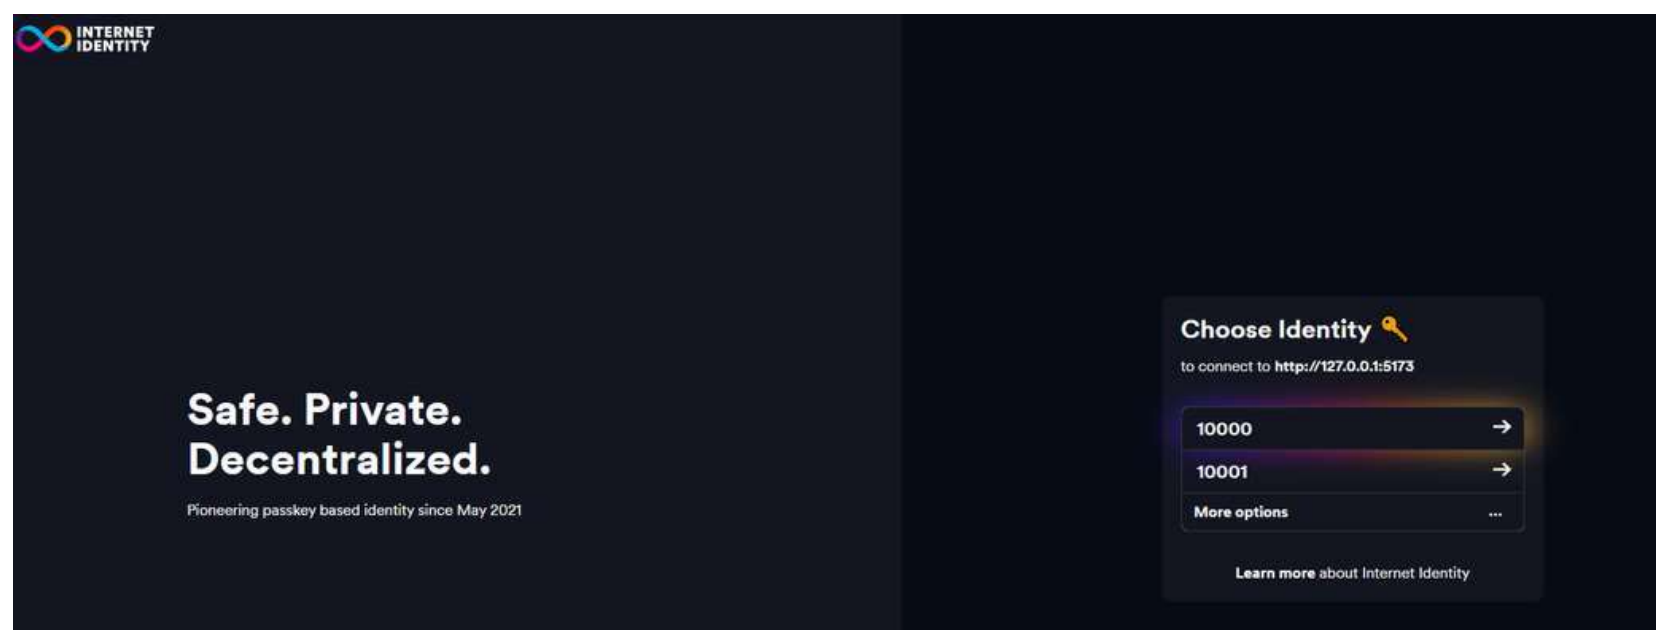 INTERNET
IDENTITY
Safe. Private.
Decentralized.
Pioneering passkey based identity since May 2021
Choose Identity
to connect to http://127.0.0.1:5173
10000 →
10001 →
More options ...
Learn more about Internet Identity